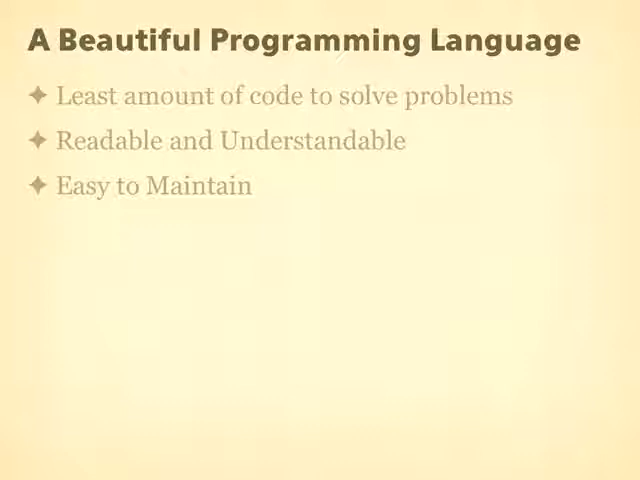 A Beautiful Programming Language
✦ Least amount of code to solve problems
✦ Readable and Understandable
✦ Easy to Maintain